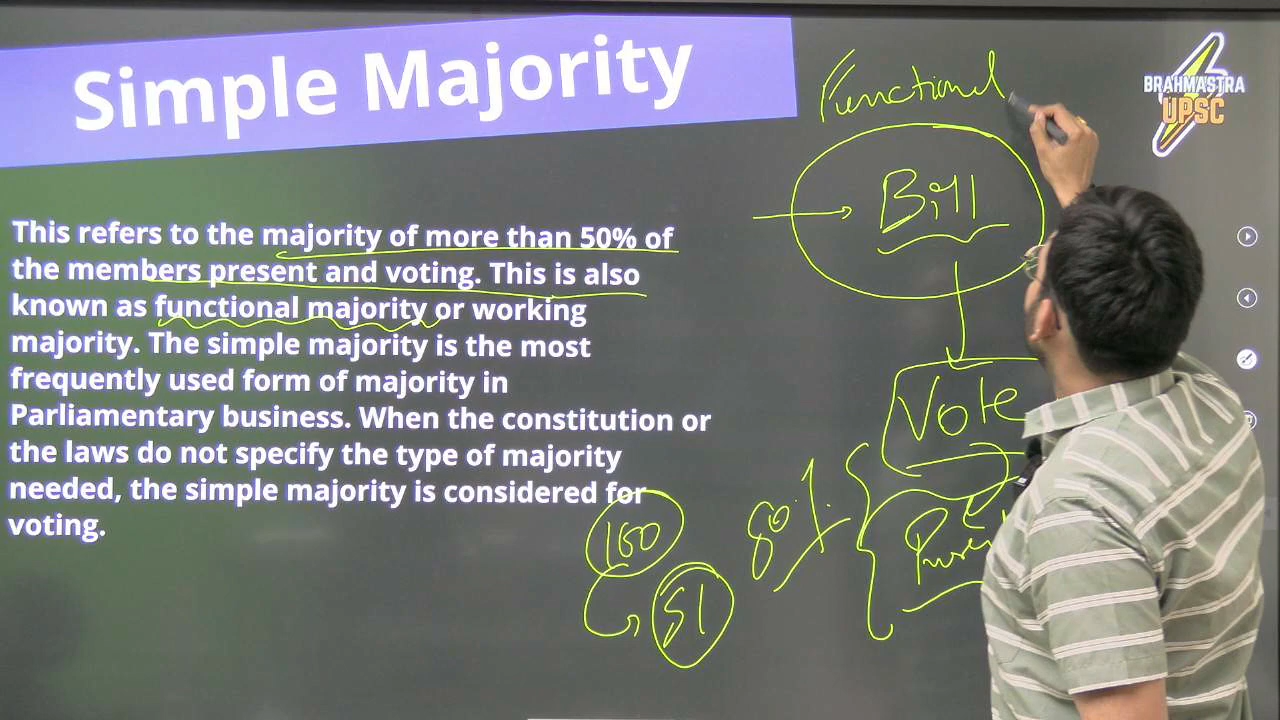 Simple Majority
Functional
BRAHMASTRA
UPSC
Bill
This refers to the majority of more than 50% of
the members present and voting. This is also
known as functional majority or working
majority. The simple majority is the most
frequently used form of majority in
Parliamentary business. When the constitution or
the laws do not specify the type of majority
needed, the simple majority is considered for
voting.
Vote
100
51